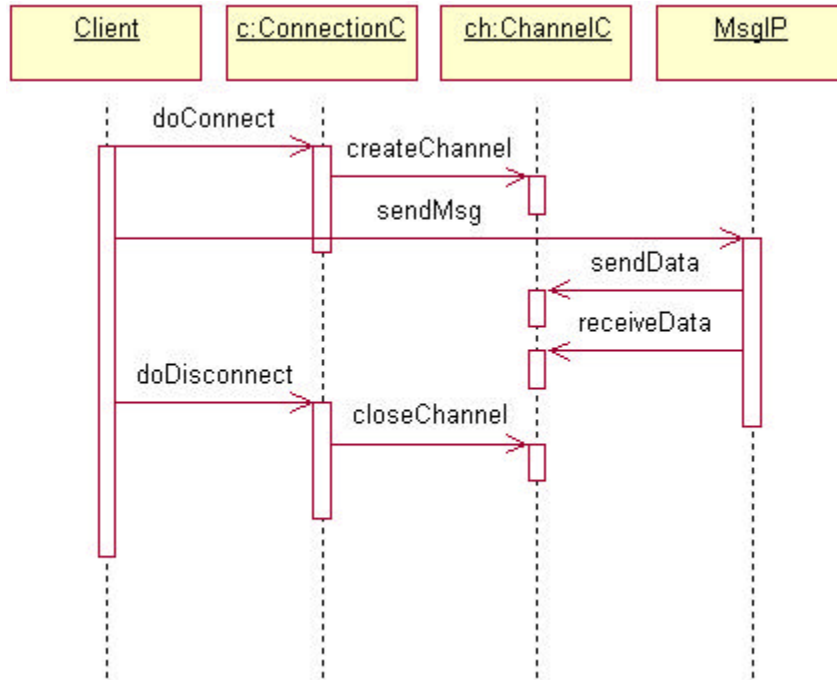 Client
c:ConnectionC
ch:ChannelC
MsgIP
doConnect
createChannel
sendMsg
sendData
receiveData
doDisconnect
closeChannel